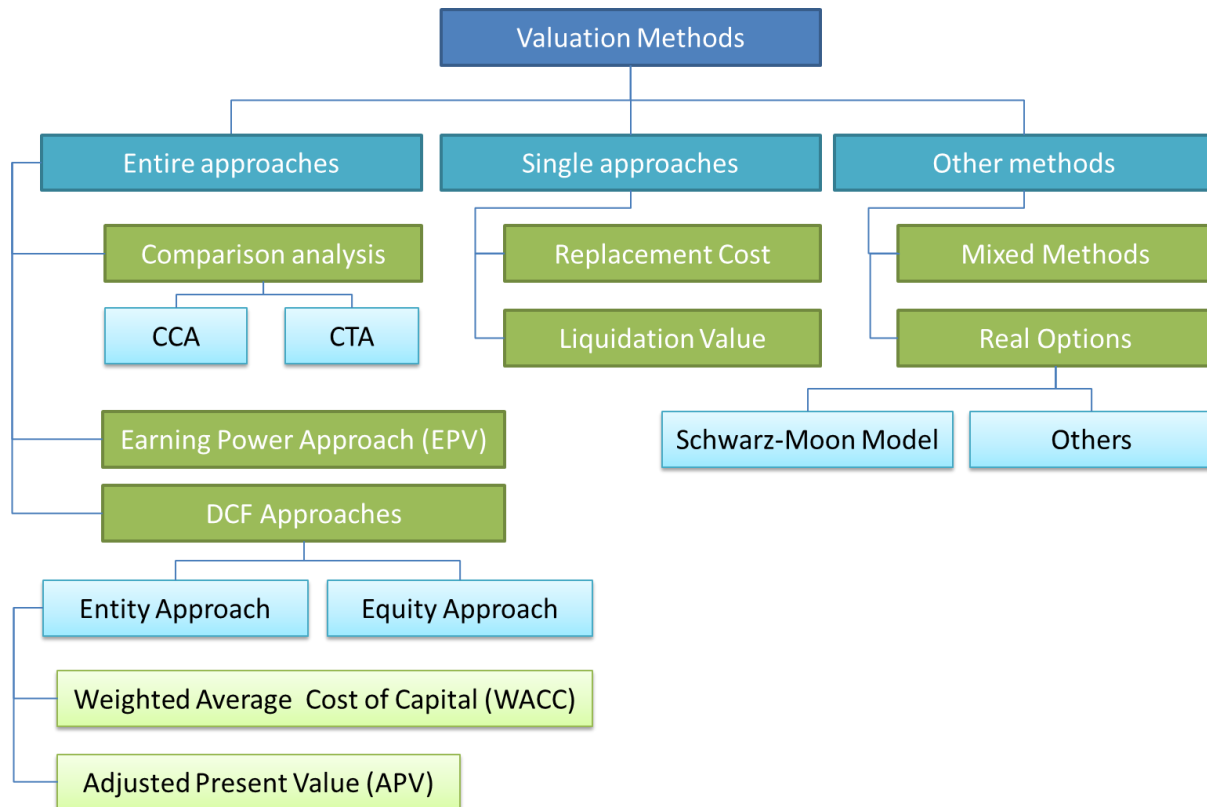 Valuation Methods
Entire approaches
Single approaches
Other methods
Comparison analysis
Replacement Cost
Mixed Methods
CCA
CTA
Liquidation Value
Real Options
Earning Power Approach (EPV)
Schwarz-Moon Model
Others
DCF Approaches
Entity Approach
Equity Approach
Weighted Average Cost of Capital (WACC)
Adjusted Present Value (APV)